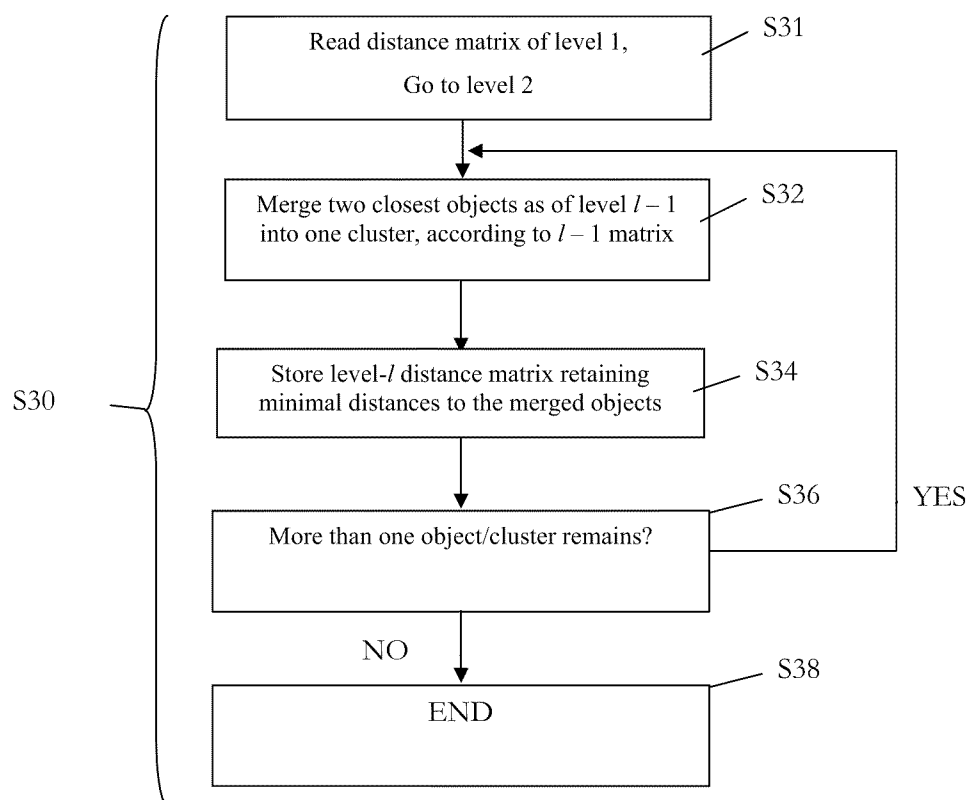 Read distance matrix of level 1,
Go to level 2
S31
Merge two closest objects as of level l – 1
into one cluster, according to l – 1 matrix
S32
Store level-l distance matrix retaining
minimal distances to the merged objects
S34
S30
More than one object/cluster remains?
S36
YES
NO
END
S38